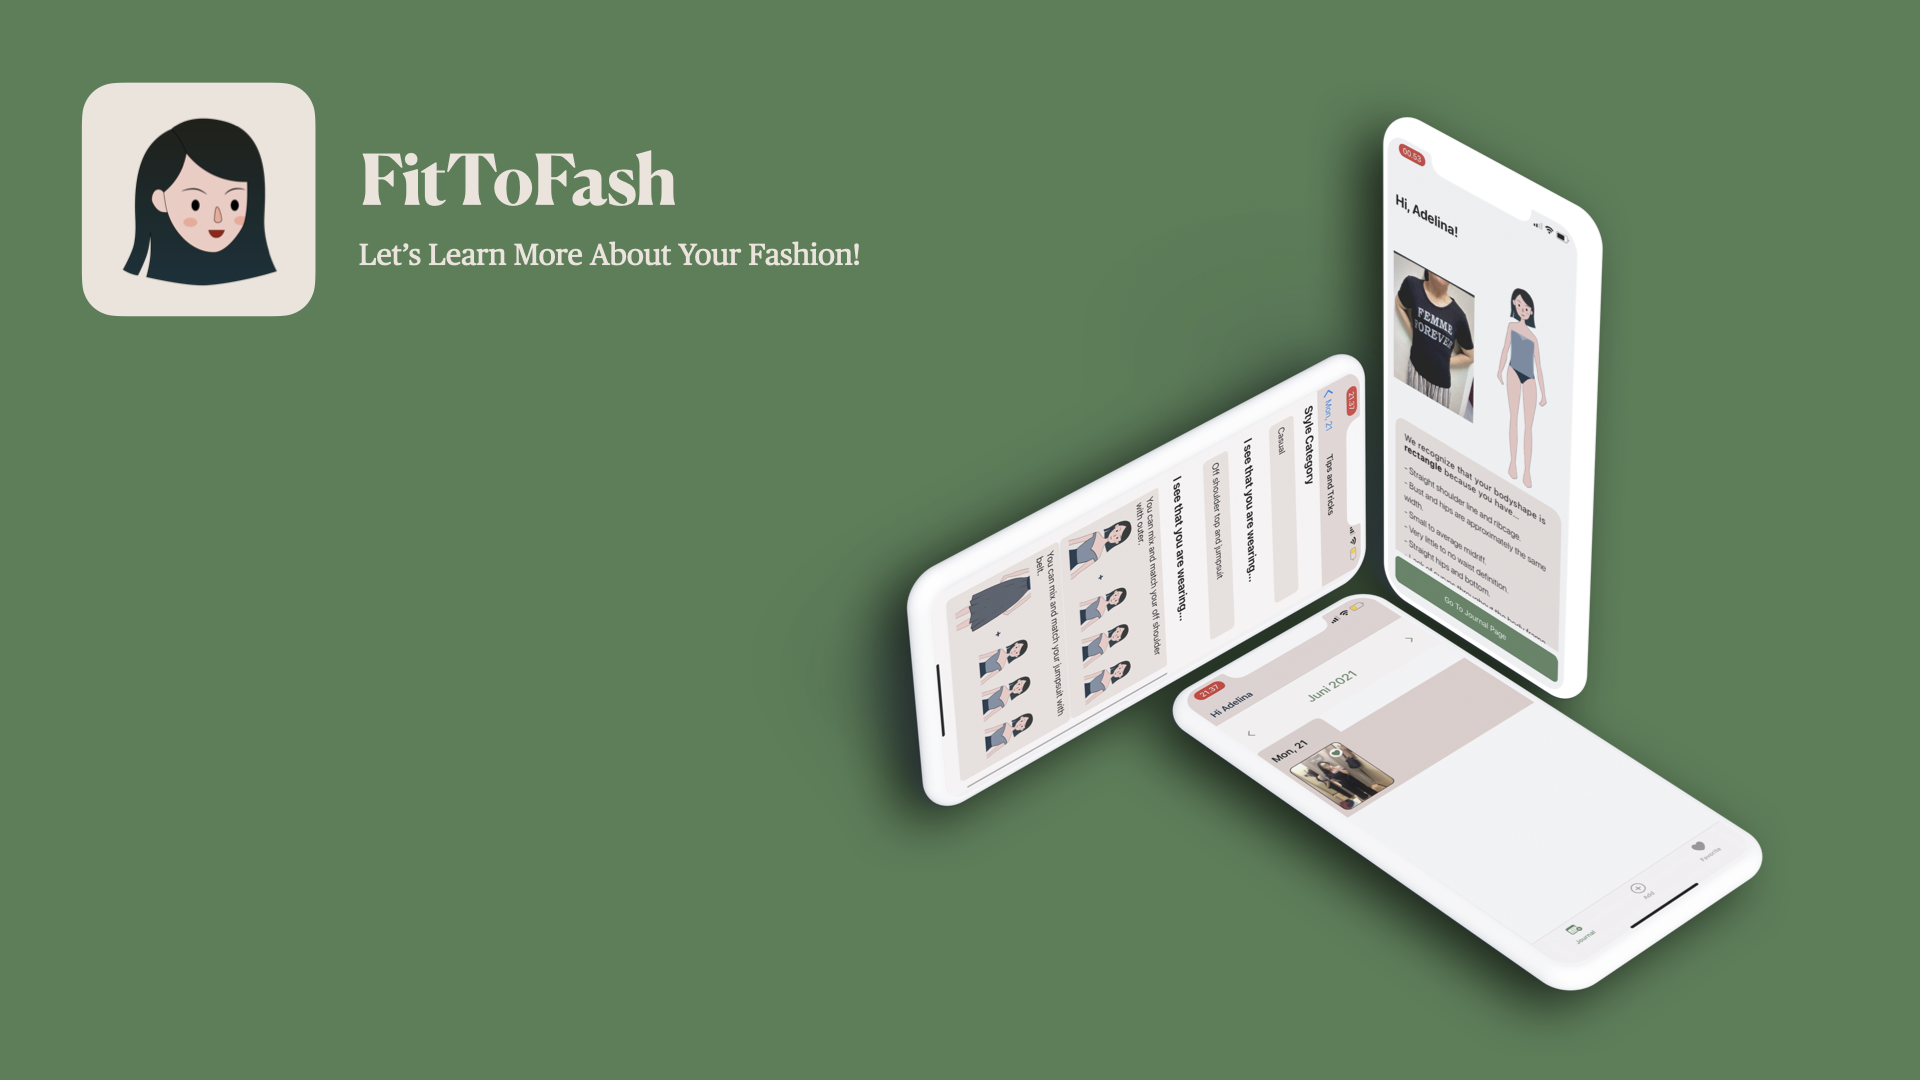 FitToFash
Let's Learn More About Your Fashion!
00.53
Hi, Adelina!
FEMME
FOREVER
We recognize that your bodyshape is
rectangle because you have...
- Straight shoulder line and ribcage.
- Bust and hips are approximately the same
width.
- Small to average midriff.
- Very little to no waist definition.
- Straight hips and bottom.
Go To Journal Page
21.37
Mon, 21
Tips and Tricks
Style Category
Casual
I see that you are wearing...
Off shoulder top and jumpsuit
I see that you are wearing...
You can mix and match your off shoulder
with outer.
+
You can mix and match your jumpsuit with
belt.
+
21.37
Hi Adelina
Juni 2021
Mon, 21
Journal
Add
Favorite